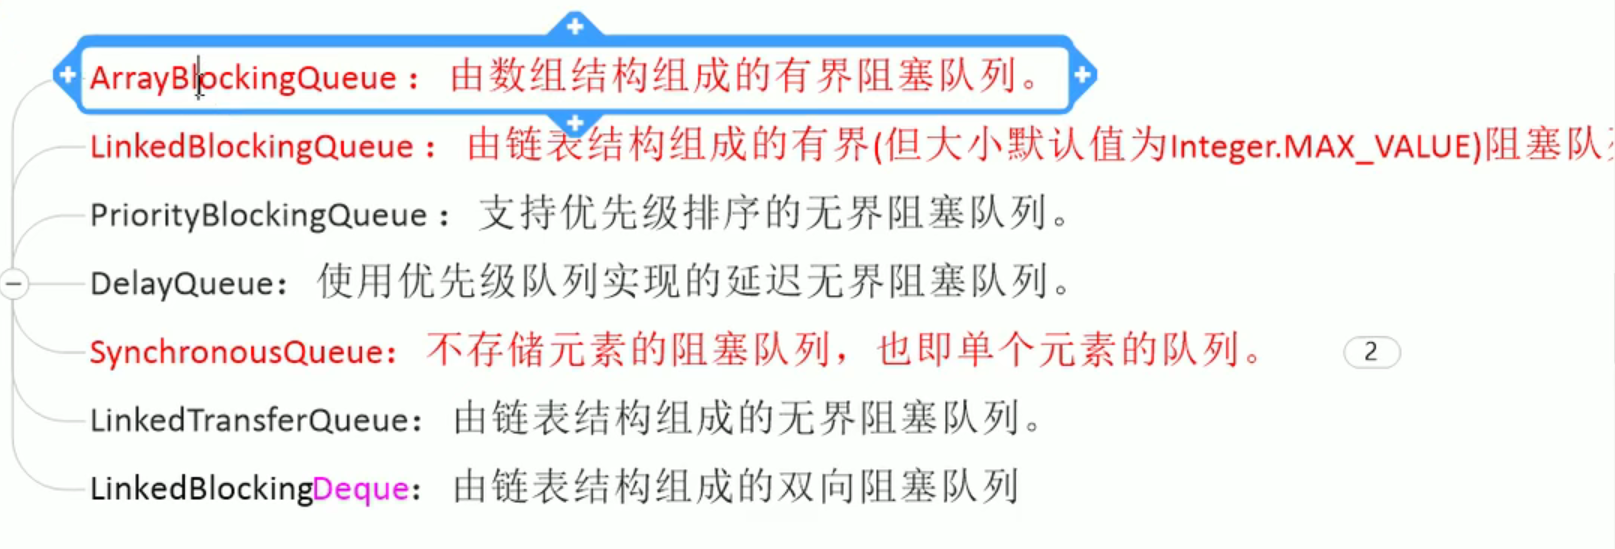 ArrayBlockingQueue： 由数组结构组成的有界阻塞队列。
LinkedBlockingQueue： 由链表结构组成的有界(但大小默认值为Integer.MAX_VALUE)阻塞队
PriorityBlockingQueue： 支持优先级排序的无界阻塞队列。
DelayQueue： 使用优先级队列实现的延迟无界阻塞队列。
SynchronousQueue： 不存储元素的阻塞队列，也即单个元素的队列。 2
LinkedTransferQueue： 由链表结构组成的无界阻塞队列。
LinkedBlockingDeque： 由链表结构组成的双向阻塞队列